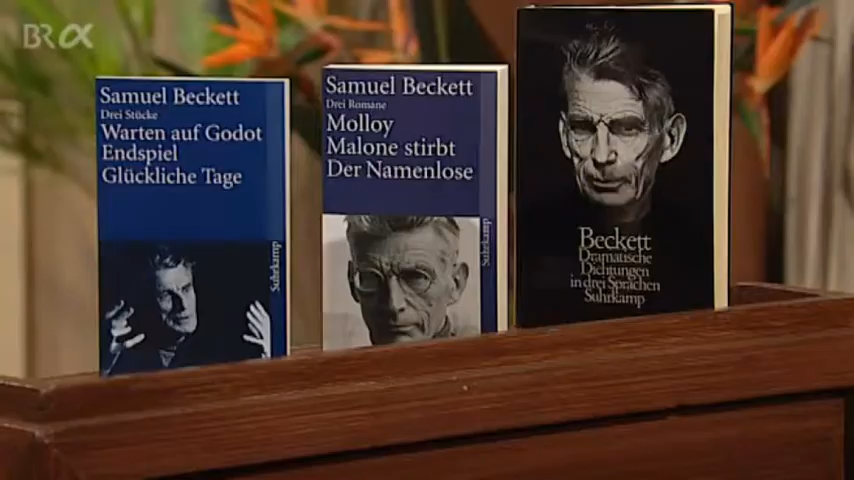 BRα
Samuel Beckett
Drei Stücke
Warten auf Godot
Endspiel
Glückliche Tage
Suhrkamp
Samuel Beckett
Drei Romane
Molloy
Malone stirbt
Der Namenlose
Suhrkamp
Beckett
Dramatische
Dichtungen
in drei Sprachen
Suhrkamp